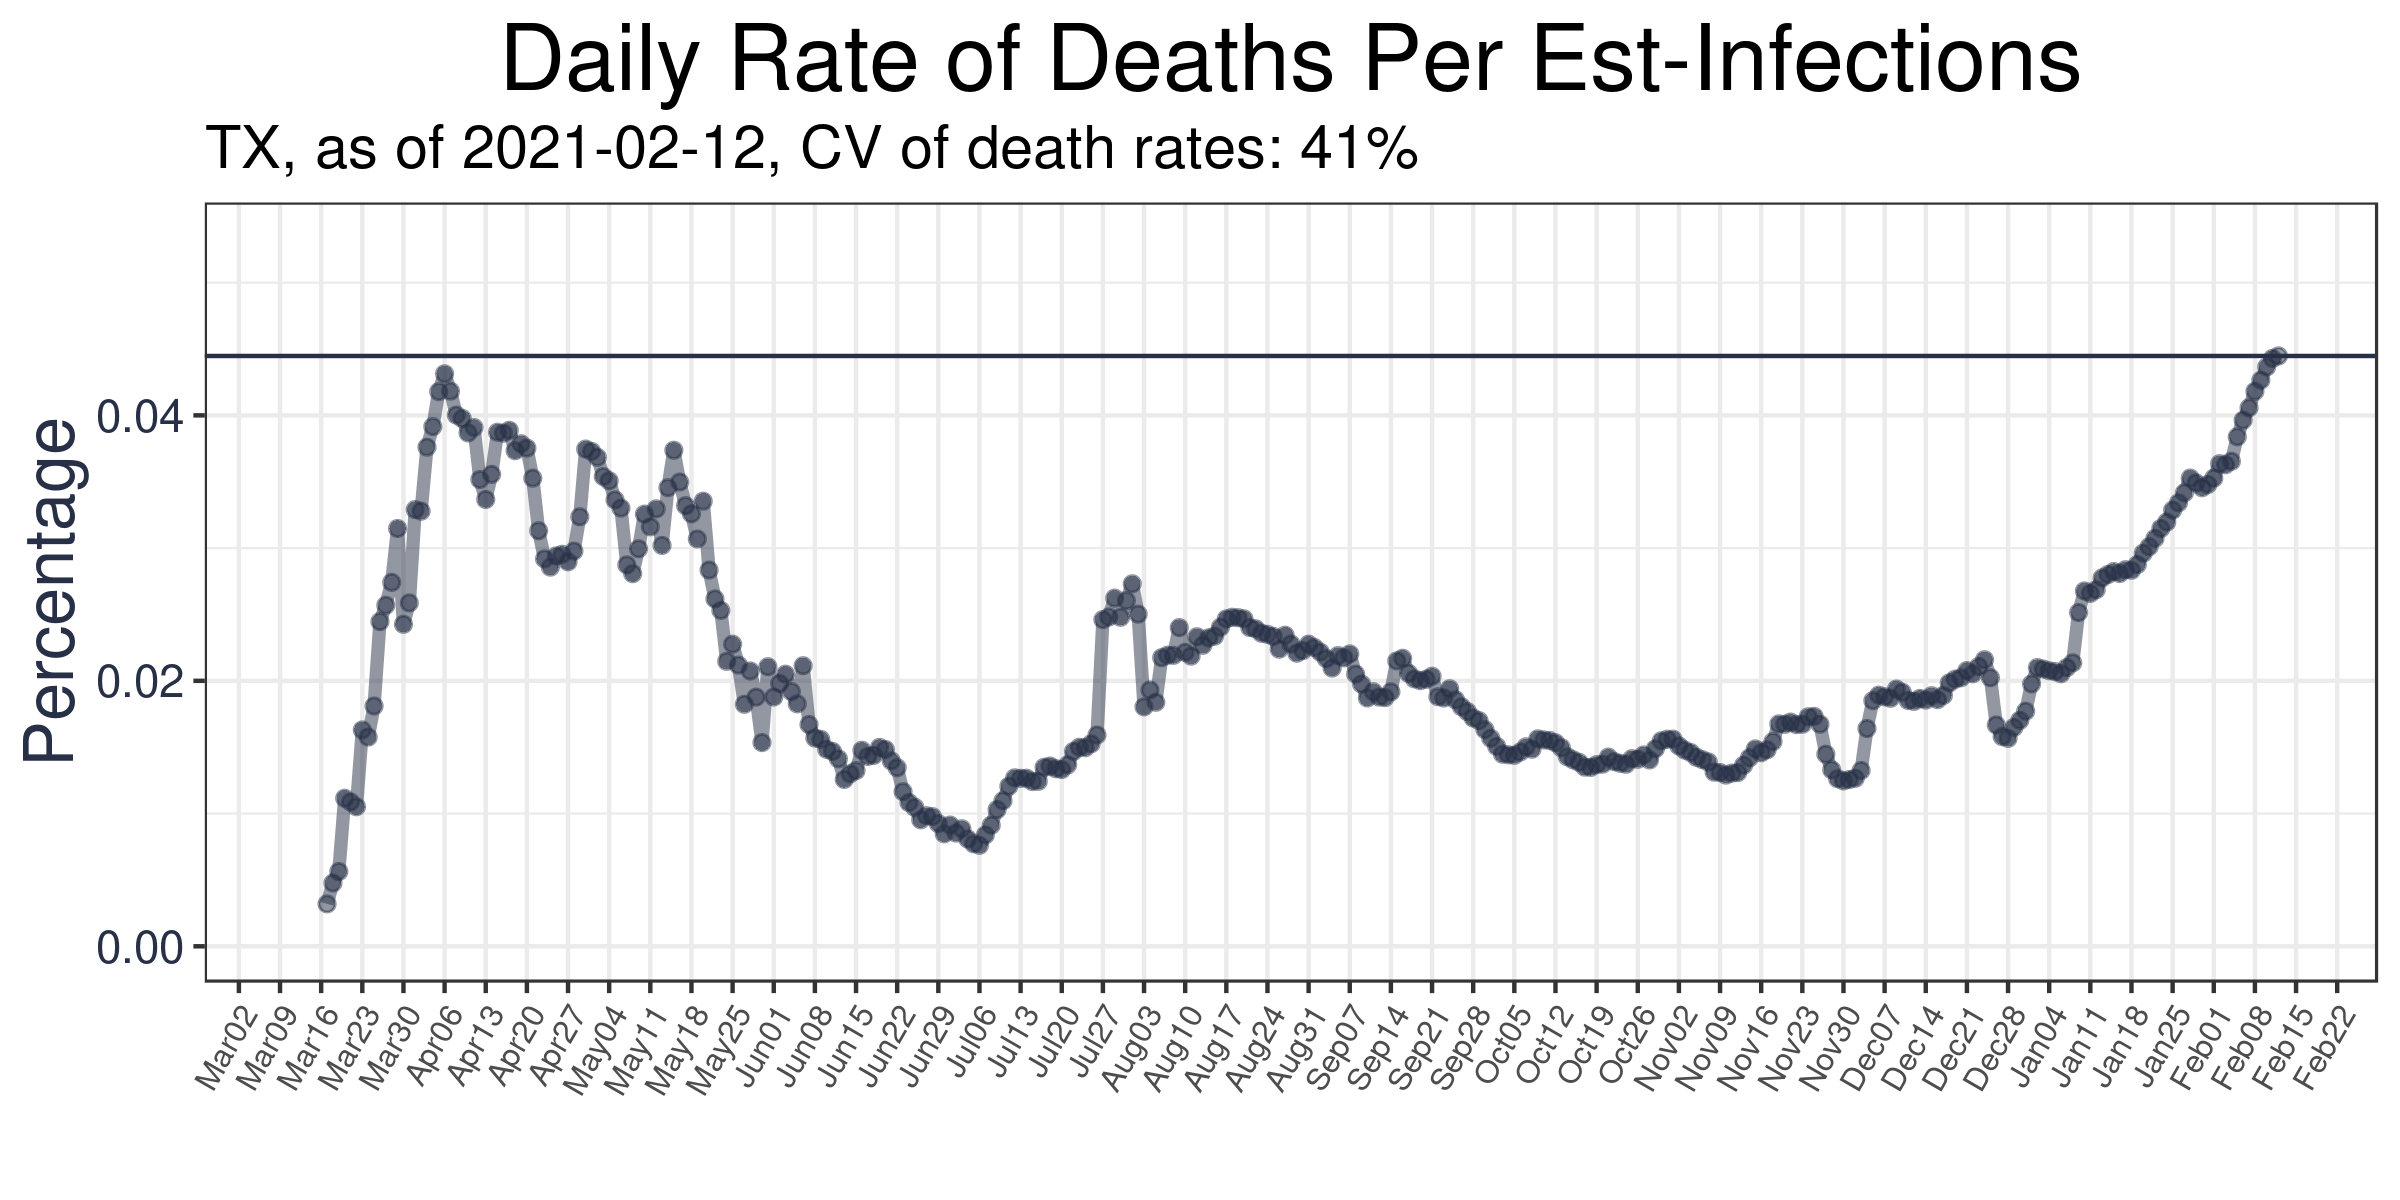 Daily Rate of Deaths Per Est-Infections
TX, as of 2021-02-12, CV of death rates: 41%
Percentage
0.04
0.02
0.00
Mar02
Mar09
Mar16
Mar23
Mar30
Apr06
Apr13
Apr20
Apr27
May04
May11
May18
May25
Jun01
Jun08
Jun15
Jun22
Jun29
Jul06
Jul13
Jul20
Jul27
Aug03
Aug10
Aug17
Aug24
Aug31
Sep07
Sep14
Sep21
Sep28
Oct05
Oct12
Oct19
Oct26
Nov02
Nov09
Nov16
Nov23
Nov30
Dec07
Dec14
Dec21
Dec28
Jan04
Jan11
Jan18
Jan25
Feb01
Feb08
Feb15
Feb22